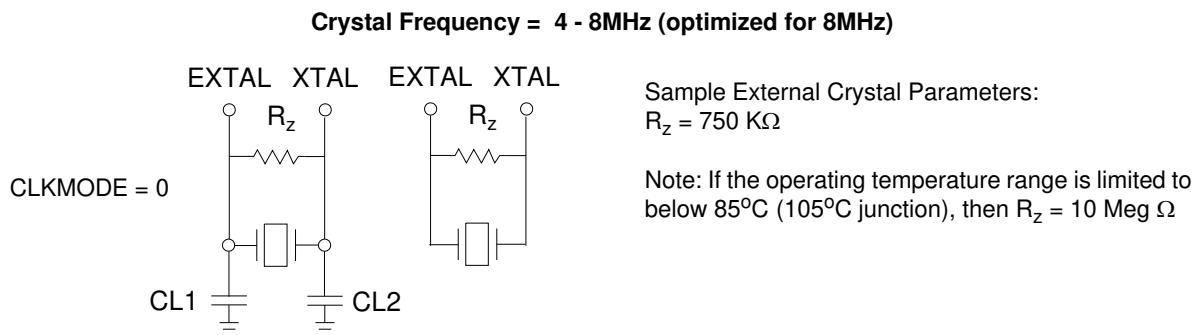 Crystal Frequency = 4 - 8MHz (optimized for 8MHz)
EXTAL XTAL EXTAL XTAL
Rz Rz
CLKMODE = 0
CL1 CL2
Sample External Crystal Parameters:
Rz = 750 KΩ
Note: If the operating temperature range is limited to
below 85oC (105oC junction), then Rz = 10 Meg Ω